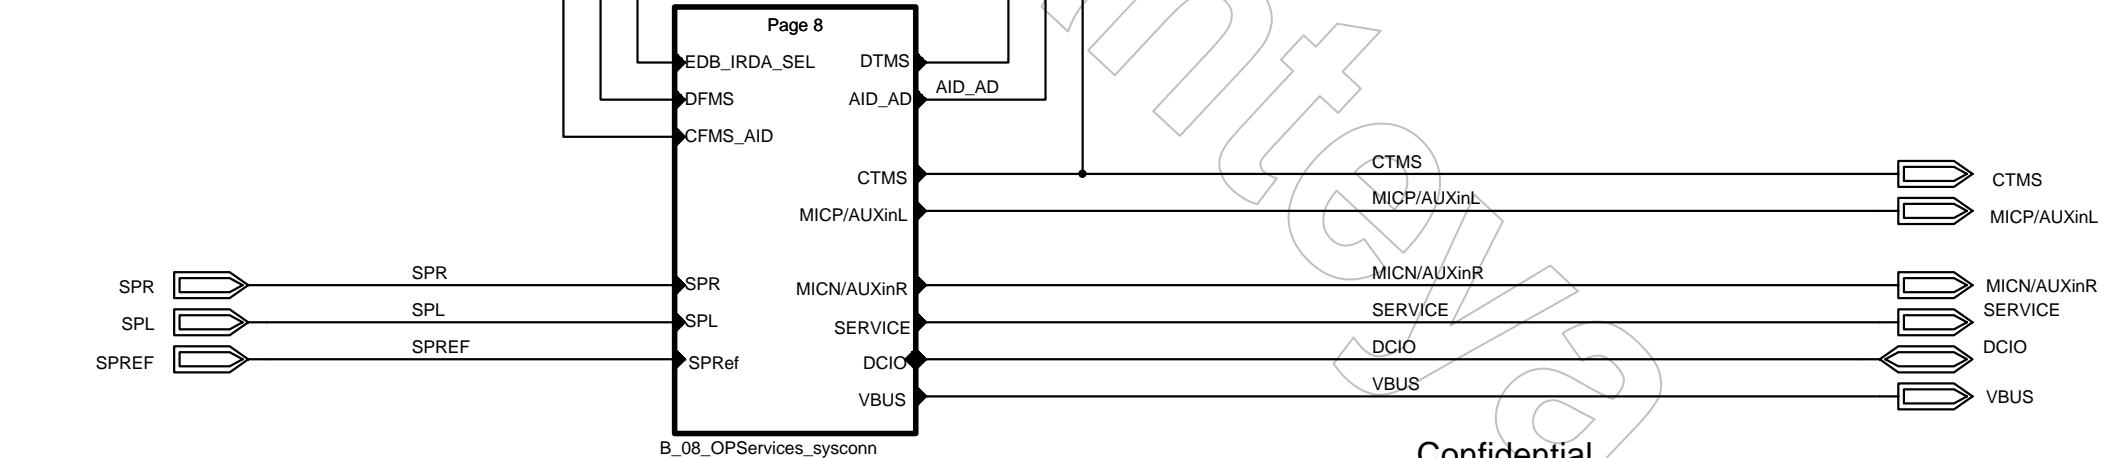 Page 8
EDB_IRDA_SEL DTMS
DFMS AID_AD AID_AD
CFMS_AID
CTMS CTMS CTMS
MICP/AUXinL MICP/AUXinL MICP/AUXinL
SPR SPR SPR MICN/AUXinR MICN/AUXinR MICN/AUXinR
SPL SPL SPL SERVICE SERVICE SERVICE
SPREF SPREF SPRef DCIO DCIO DCIO
VBUS VBUS VBUS
B_08_OPServices_sysconn
Confidential